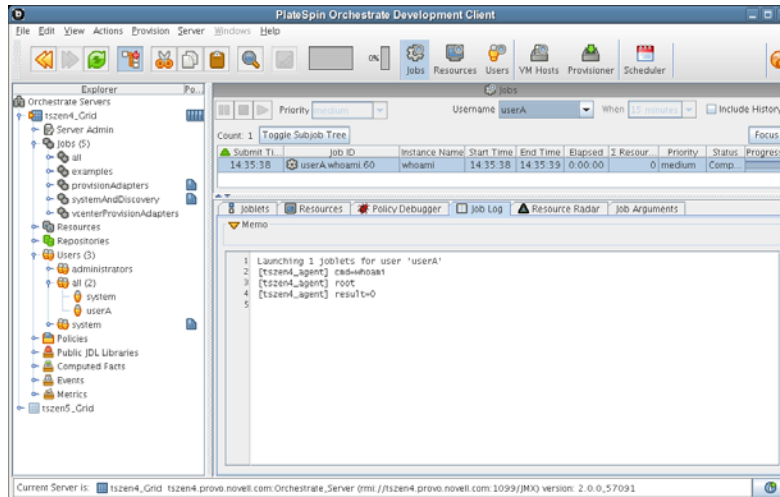 PlateSpin Orchestrate Development Client
File Edit View Actions Provision Server Windows Help
0%
Jobs Resources Users VM Hosts Provisioner Scheduler
Explorer Po...
Orchestrate Servers
tszen4_Grid
Server Admin
Jobs (5)
all
examples
provisionAdapters
systemAndDiscovery
vcenterProvisionAdapters
Resources
Repositories
Users (3)
administrators
all (2)
system
userA
system
Policies
Public JDL Libraries
Computed Facts
Events
Metrics
tszen5_Grid
Jobs
Priority medium Username userA When 15 minutes Include History
Count: 1 Toggle Subjob Tree Focus
Submit Ti... Job ID Instance Name Start Time End Time Elapsed Σ Resour... Priority Status Progress
14:35:38 userA.whoami.60 whoami 14:35:38 14:35:39 0:00:00 0 medium Comp...
Joblets Resources Policy Debugger Job Log Resource Radar Job Arguments
Memo
1 Launching 1 joblets for user 'userA'
2 [tszen4_agent] cmd=whoami
3 [tszen4_agent] root
4 [tszen4_agent] result=0
5
Current Server is: tszen4_Grid tszen4.provo.novell.com:Orchestrate_Server (rmi://tszen4.provo.novell.com:1099/JMX) version: 2.0.0_57091